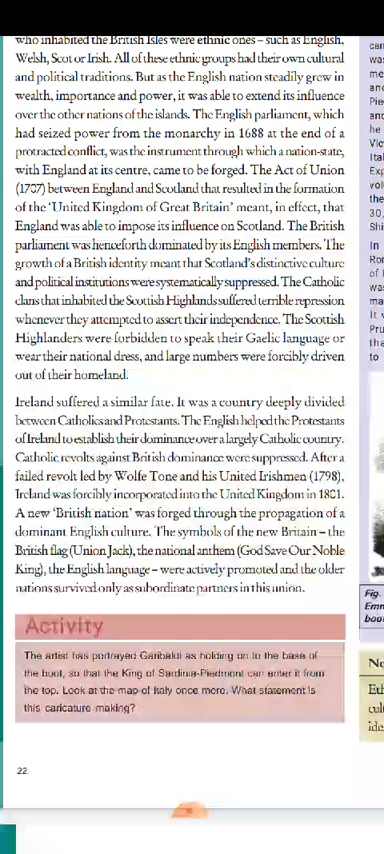 who inhabited the British Isles were ethnic ones – such as English,
Welsh, Scot or Irish. All of these ethnic groups had their own cultural
and political traditions. But as the English nation steadily grew in
wealth, importance and power, it was able to extend its influence
over the other nations of the islands. The English parliament, which
had seized power from the monarchy in 1688 at the end of a
protracted conflict, was the instrument through which a nation-state,
with England at its centre, came to be forged. The Act of Union
(1707) between England and Scotland that resulted in the formation
of the ‘United Kingdom of Great Britain’ meant, in effect, that
England was able to impose its influence on Scotland. The British
parliament was henceforth dominated by its English members. The
growth of a British identity meant that Scotland’s distinctive culture
and political institutions were systematically suppressed. The Catholic
clans that inhabited the Scottish Highlands suffered terrible repression
whenever they attempted to assert their independence. The Scottish
Highlanders were forbidden to speak their Gaelic language or
wear their national dress, and large numbers were forcibly driven
out of their homeland.
Ireland suffered a similar fate. It was a country deeply divided
between Catholics and Protestants. The English helped the Protestants
of Ireland to establish their dominance over a largely Catholic country.
Catholic revolts against British dominance were suppressed. After a
failed revolt led by Wolfe Tone and his United Irishmen (1798),
Ireland was forcibly incorporated into the United Kingdom in 1801.
A new ‘British nation’ was forged through the propagation of a
dominant English culture. The symbols of the new Britain – the
British flag (Union Jack), the national anthem (God Save Our Noble
King), the English language – were actively promoted and the older
nations survived only as subordinate partners in this union.
Activity
The artist has portrayed Garibaldi as holding on to the base of
the boot, so that the King of Sardinia-Piedmont can enter it from
the top. Look at the map of Italy once more. What statement is
this caricature making?
22
In
It
to
Fig.